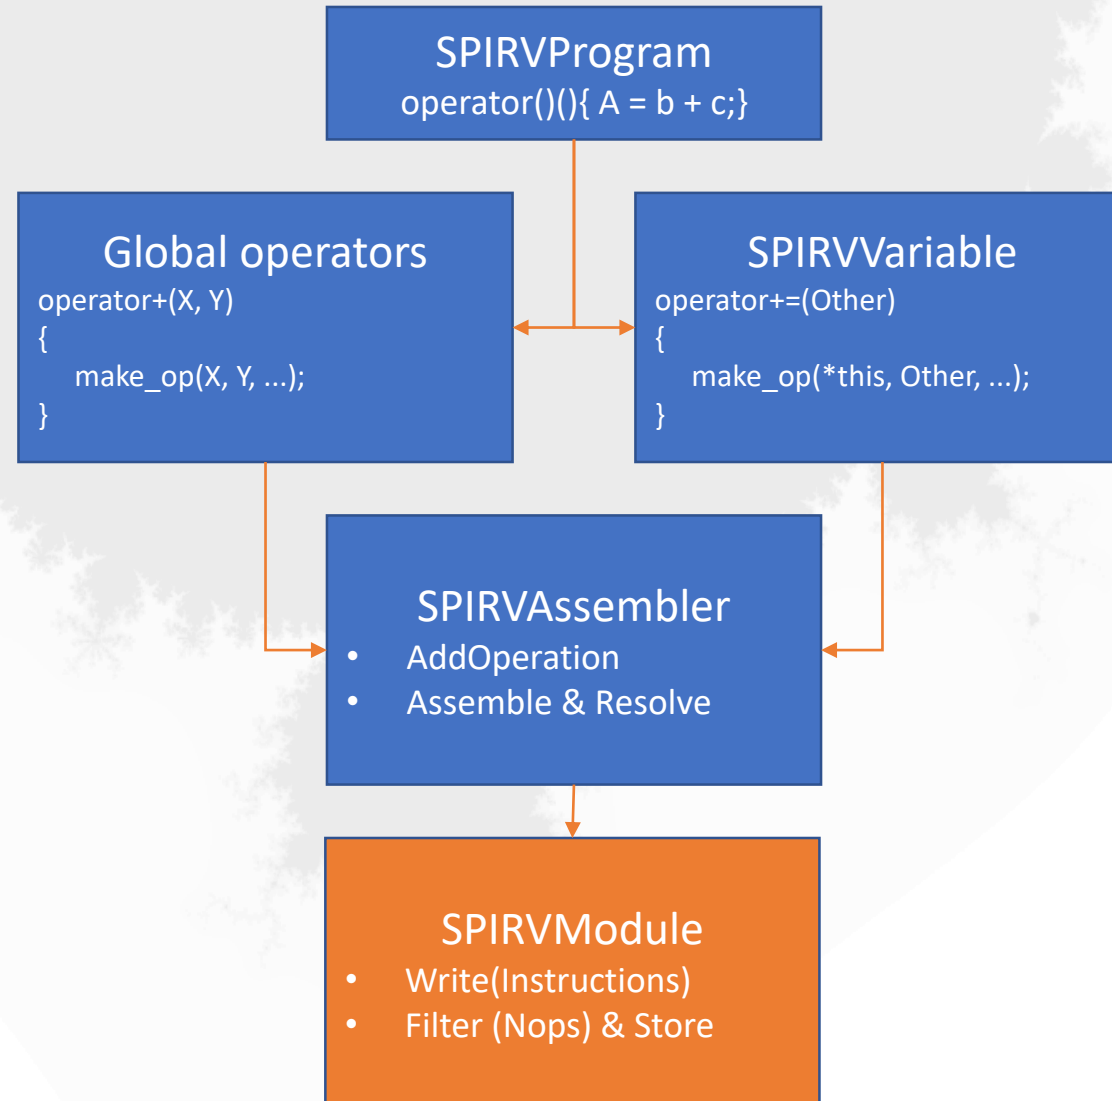 SPIRVProgram
operator()(){ A = b + c;}
Global operators
operator+(X, Y)
{
make_op(X, Y, ...);
}
SPIRVVariable
operator+=(Other)
{
make_op(*this, Other, ...);
}
SPIRVAssembler
• AddOperation
• Assemble & Resolve
SPIRVModule
• Write(Instructions)
• Filter (Nops) & Store